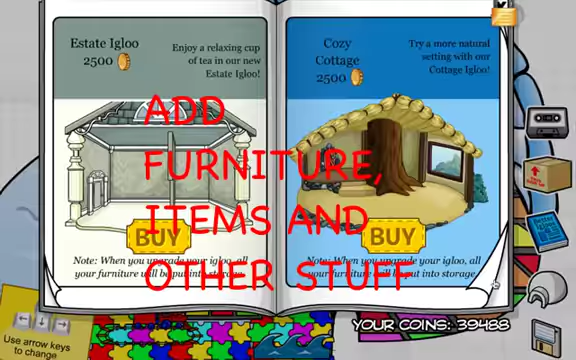 Estate Igloo
2500
Enjoy a relaxing cup
of tea in our new
Estate Igloo!
Cozy
Cottage
2500
Try a more natural
setting with our
Cottage Igloo!
ADD
FURNITURE,
ITEMS AND
OTHER STUFF
BUY
BUY
Note: When you upgrade your igloo, all
your furniture will be put into storage.
Note: When you upgrade your igloo, all
your furniture will be put into storage.
YOUR COINS: 39488
Use arrow keys
to change